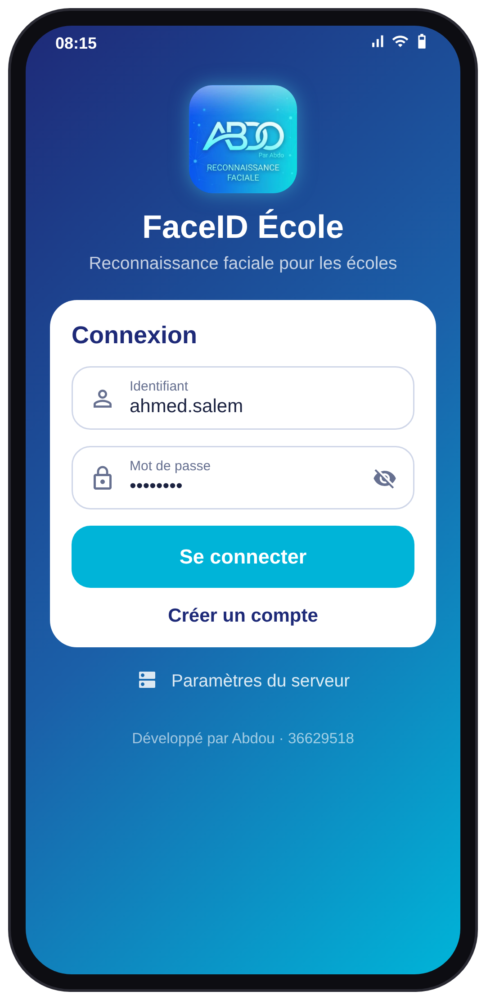 08:15
ABDO
Par Abdo
RECONNAISSANCE
FACIALE
FaceID École
Reconnaissance faciale pour les écoles
Connexion
Identifiant
ahmed.salem
Mot de passe
••••••••
Se connecter
Créer un compte
Paramètres du serveur
Développé par Abdou · 36629518